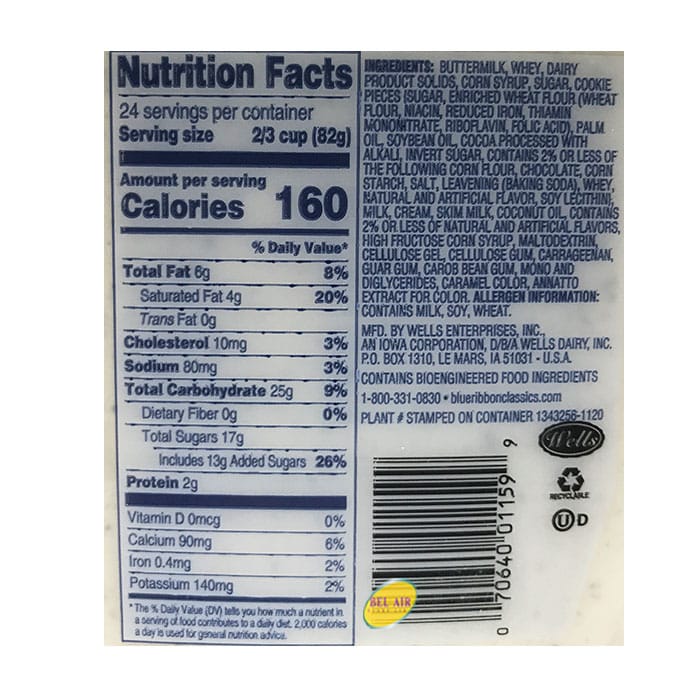 Nutrition Facts
24 servings per container
Serving size 2/3 cup (82g)
Amount per serving
Calories 160
% Daily Value*
Total Fat 6g 8%
Saturated Fat 4g 20%
Trans Fat 0g
Cholesterol 10mg 3%
Sodium 80mg 3%
Total Carbohydrate 25g 9%
Dietary Fiber 0g 0%
Total Sugars 17g
Includes 13g Added Sugars 26%
Protein 2g
Vitamin D 0mcg 0%
Calcium 90mg 6%
Iron 0.4mg 2%
Potassium 140mg 2%
*The % Daily Value (DV) tells you how much a nutrient in
a serving of food contributes to a daily diet. 2,000 calories
a day is used for general nutrition advice.
INGREDIENTS: BUTTERMILK, WHEY, DAIRY
PRODUCT SOLIDS, CORN SYRUP, SUGAR, COOKIE
PIECES (SUGAR, ENRICHED WHEAT FLOUR (WHEAT
FLOUR, NIACIN, REDUCED IRON, THIAMIN
MONONITRATE, RIBOFLAVIN, FOLIC ACID), PALM
OIL, SOYBEAN OIL, COCOA PROCESSED WITH
ALKALI, INVERT SUGAR, CONTAINS 2% OR LESS OF
THE FOLLOWING CORN FLOUR, CHOCOLATE, CORN
STARCH, SALT, LEAVENING (BAKING SODA), WHEY,
NATURAL AND ARTIFICIAL FLAVOR, SOY LECITHIN),
MILK, CREAM, SKIM MILK, COCONUT OIL, CONTAINS
2% OR LESS OF NATURAL AND ARTIFICIAL FLAVORS,
HIGH FRUCTOSE CORN SYRUP, MALTODEXTRIN,
CELLULOSE GEL, CELLULOSE GUM, CARRAGEENAN,
GUAR GUM, CAROB BEAN GUM, MONO AND
DIGLYCERIDES, CARAMEL COLOR, ANNATTO
EXTRACT FOR COLOR. ALLERGEN INFORMATION:
CONTAINS MILK, SOY, WHEAT.
MFD. BY WELLS ENTERPRISES, INC.,
AN IOWA CORPORATION, D/B/A WELLS DAIRY, INC.
P.O. BOX 1310, LE MARS, IA 51031 - U.S.A.
CONTAINS BIOENGINEERED FOOD INGREDIENTS
1-800-331-0830 • blueribbonclassics.com
PLANT # STAMPED ON CONTAINER 1343256-1120
Wells
RECYCLABLE
U D
0 70640 01159 9
BEL AIR